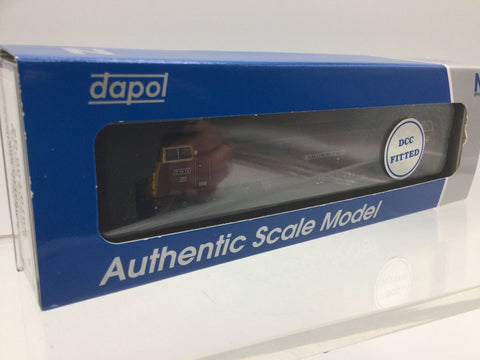 N
dapol
N
DCC
FITTED
Authentic Scale Model